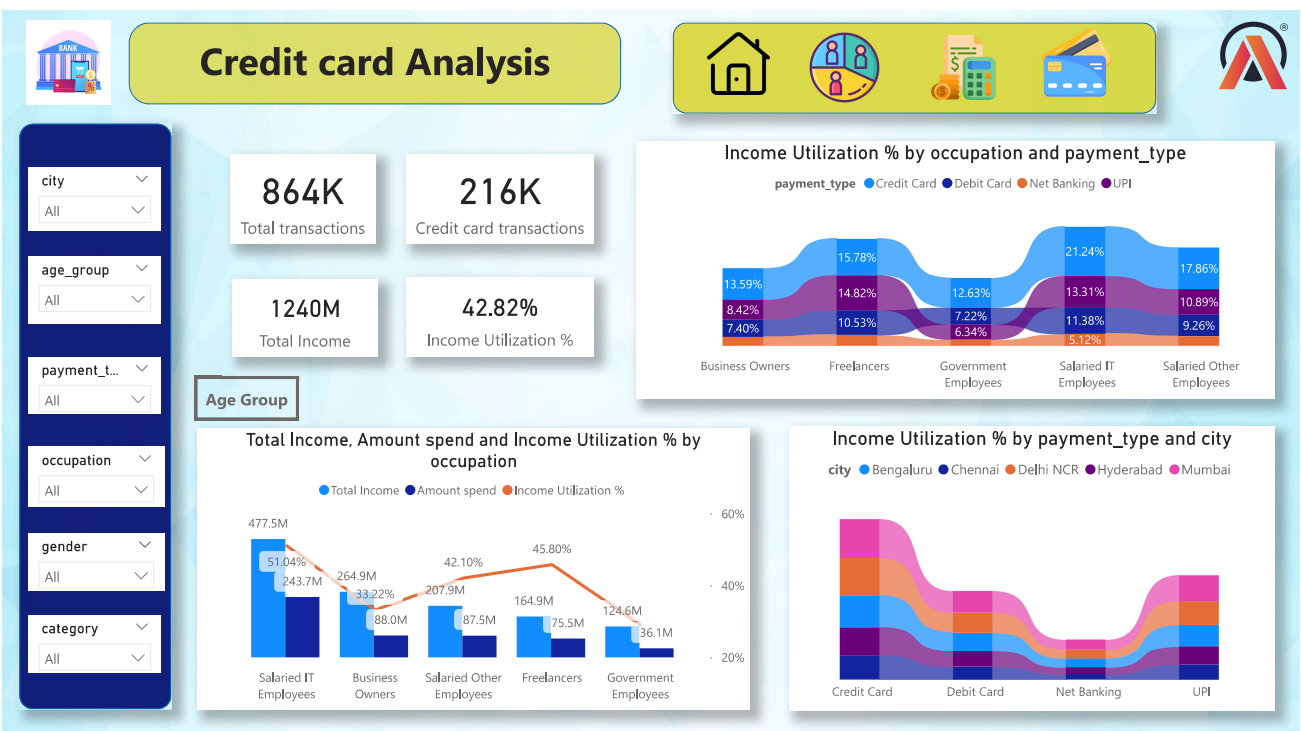 BANK
%
Credit card Analysis
$
®
city
All
age_group
All
payment_t...
All
occupation
All
gender
All
category
All
864K
Total transactions
216K
Credit card transactions
1240M
Total Income
42.82%
Income Utilization %
Age Group
Income Utilization % by occupation and payment_type
payment_type Credit Card Debit Card Net Banking UPI
13.59%
8.42%
7.40%
15.78%
14.82%
10.53%
12.63%
7.22%
6.34%
21.24%
13.31%
11.38%
5.12%
17.86%
10.89%
9.26%
Business Owners
Freelancers
Government
Employees
Salaried IT
Employees
Salaried Other
Employees
Total Income, Amount spend and Income Utilization % by
occupation
Total Income Amount spend Income Utilization %
477.5M
51.04%
243.7M
264.9M
33.22%
88.0M
42.10%
207.9M
87.5M
45.80%
164.9M
75.5M
124.6M
36.1M
60%
40%
20%
Salaried IT
Employees
Business
Owners
Salaried Other
Employees
Freelancers
Government
Employees
Income Utilization % by payment_type and city
city Bengaluru Chennai Delhi NCR Hyderabad Mumbai
Credit Card
Debit Card
Net Banking
UPI